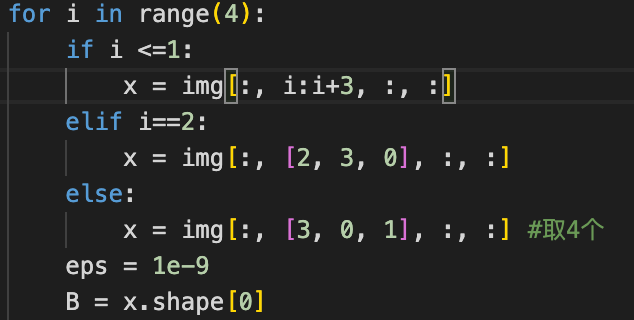 for i in range(4):
    if i <=1:
        x = img[:, i:i+3, :, :]
    elif i==2:
        x = img[:, [2, 3, 0], :, :]
    else:
        x = img[:, [3, 0, 1], :, :] #取4个
    eps = 1e-9
    B = x.shape[0]